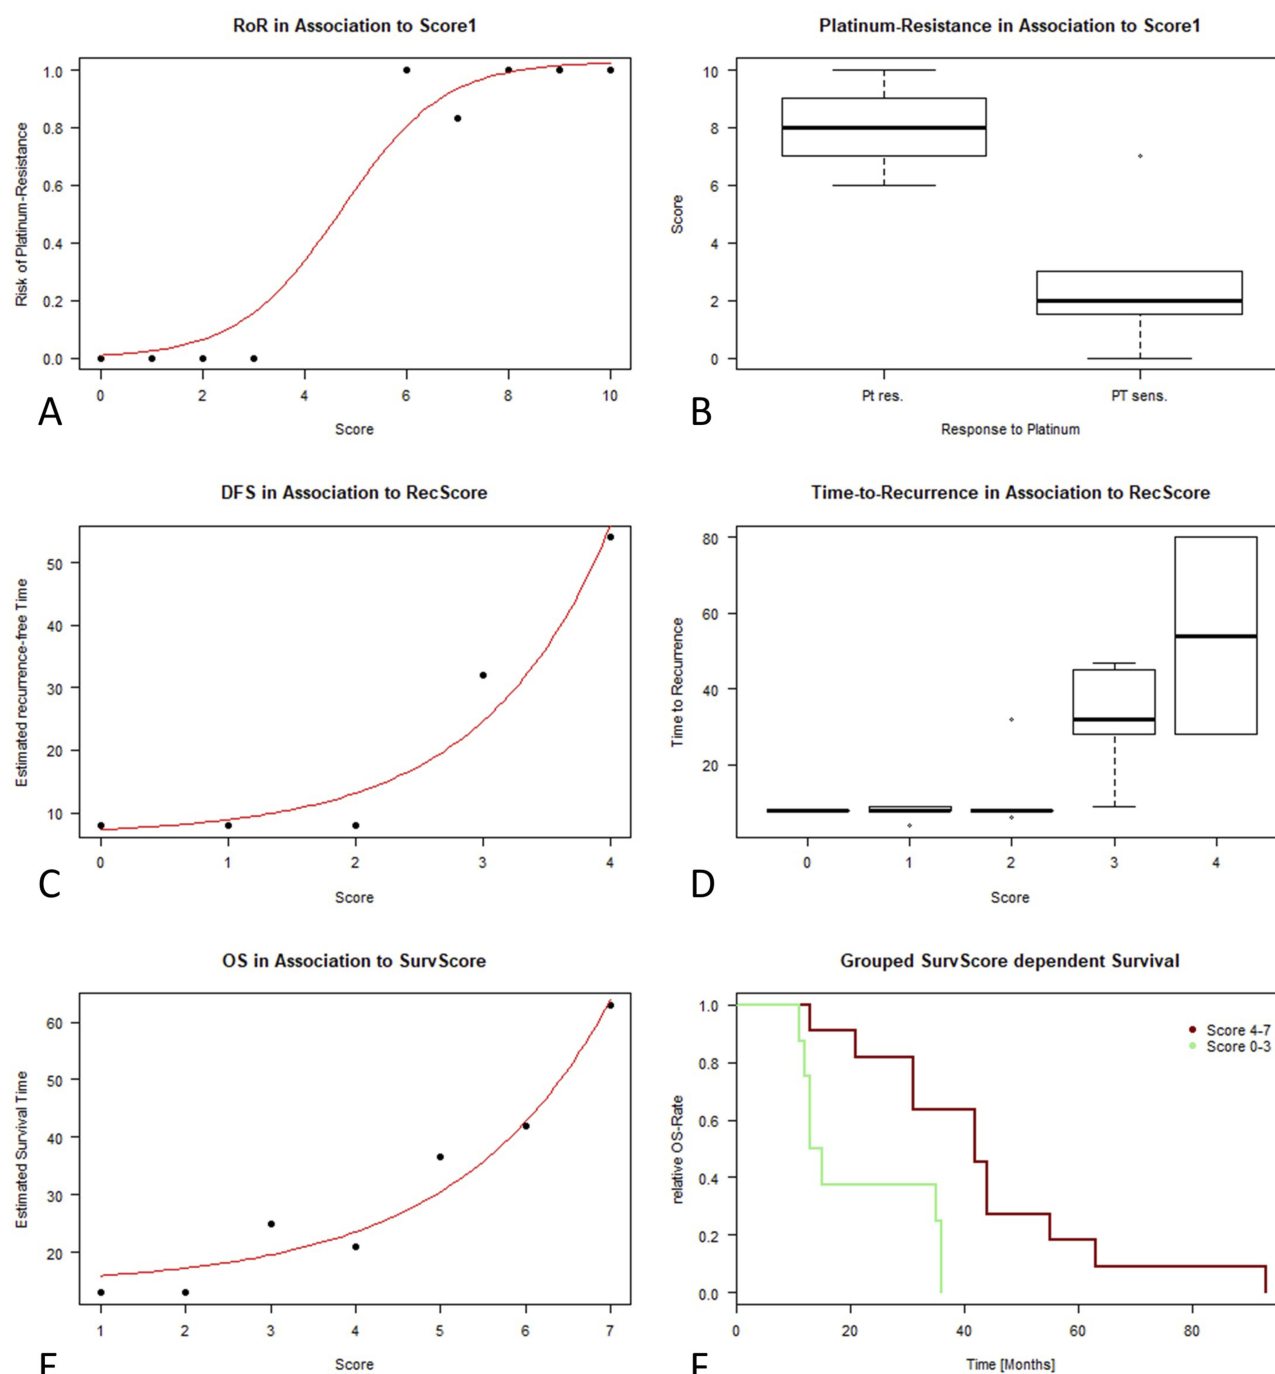 RoR in Association to Score1
Risk of Platinum-Resistance
1.0
0.8
0.6
0.4
0.2
0.0
0 2 4 6 8 10
Score
A
Platinum-Resistance in Association to Score1
Score
10
8
6
4
2
0
Pt res. PT sens.
Response to Platinum
B
DFS in Association to RecScore
Estimated recurrence-free Time
50
40
30
20
10
0 1 2 3 4
Score
C
Time-to-Recurrence in Association to RecScore
Time to Recurrence
80
60
40
20
0 1 2 3 4
Score
D
OS in Association to SurvScore
Estimated Survival Time
60
50
40
30
20
1 2 3 4 5 6 7
Score
Grouped SurvScore dependent Survival
relative OS-Rate
1.0
0.8
0.6
0.4
0.2
0.0
Score 4-7
Score 0-3
0 20 40 60 80
Time [Months]